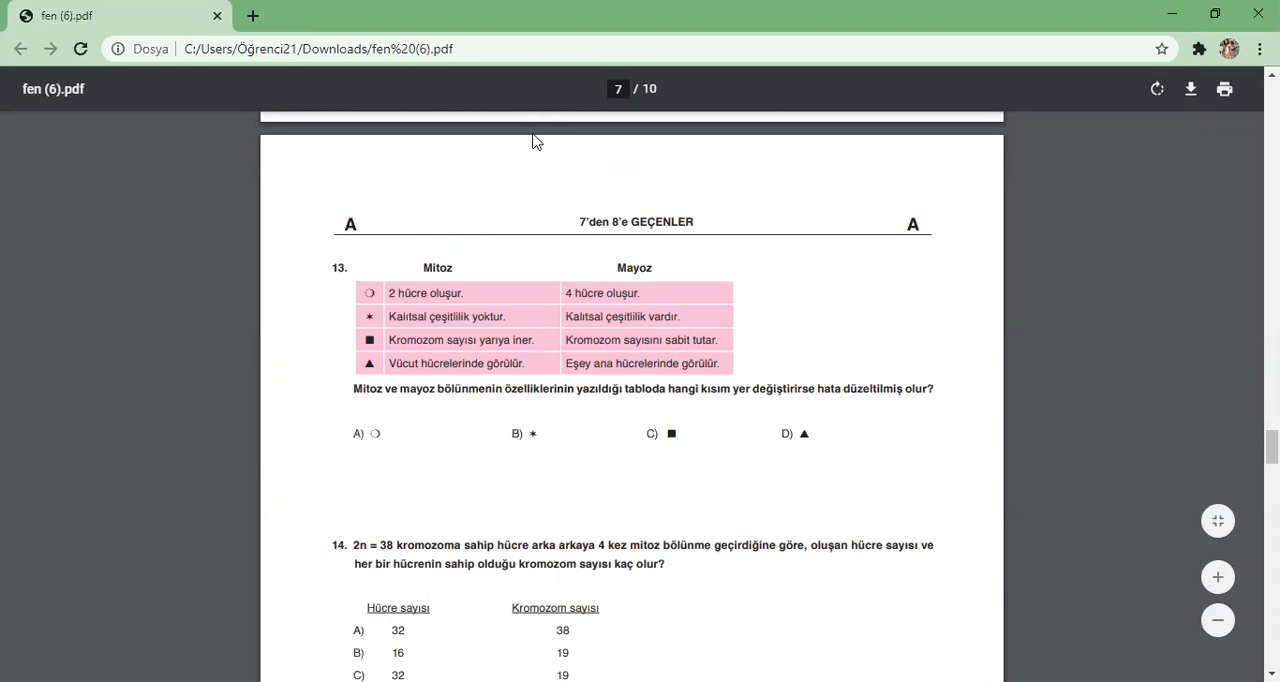 fen (6).pdf
Dosya C:/Users/Öğrenci21/Downloads/fen%20(6).pdf
fen (6).pdf 7 / 10
A 7'den 8'e GEÇENLER A
13. Mitoz Mayoz
❍ 2 hücre oluşur. 4 hücre oluşur.
✶ Kalıtsal çeşitlilik yoktur. Kalıtsal çeşitlilik vardır.
■ Kromozom sayısı yarıya iner. Kromozom sayısını sabit tutar.
▲ Vücut hücrelerinde görülür. Eşey ana hücrelerinde görülür.
Mitoz ve mayoz bölünmenin özelliklerinin yazıldığı tabloda hangi kısım yer değiştirirse hata düzeltilmiş olur?
A) ❍ B) ✶ C) ■ D) ▲
14. 2n = 38 kromozoma sahip hücre arka arkaya 4 kez mitoz bölünme geçirdiğine göre, oluşan hücre sayısı ve
her bir hücrenin sahip olduğu kromozom sayısı kaç olur?
Hücre sayısı Kromozom sayısı
A) 32 38
B) 16 19
C) 32 19